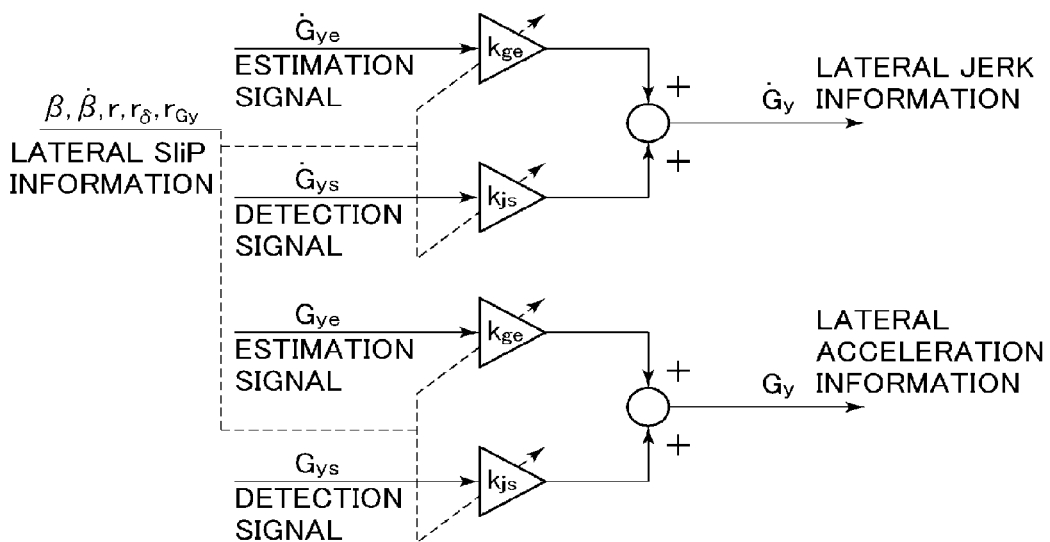 Ġye
ESTIMATION
SIGNAL
kge
+
LATERAL JERK
INFORMATION
Ġy
β, β̇, r, rδ, rGy
LATERAL SliP
INFORMATION
+
Ġys
DETECTION
SIGNAL
kjs
Gye
ESTIMATION
SIGNAL
kge
+
LATERAL
ACCELERATION
INFORMATION
Gy
+
Gys
DETECTION
SIGNAL
kjs